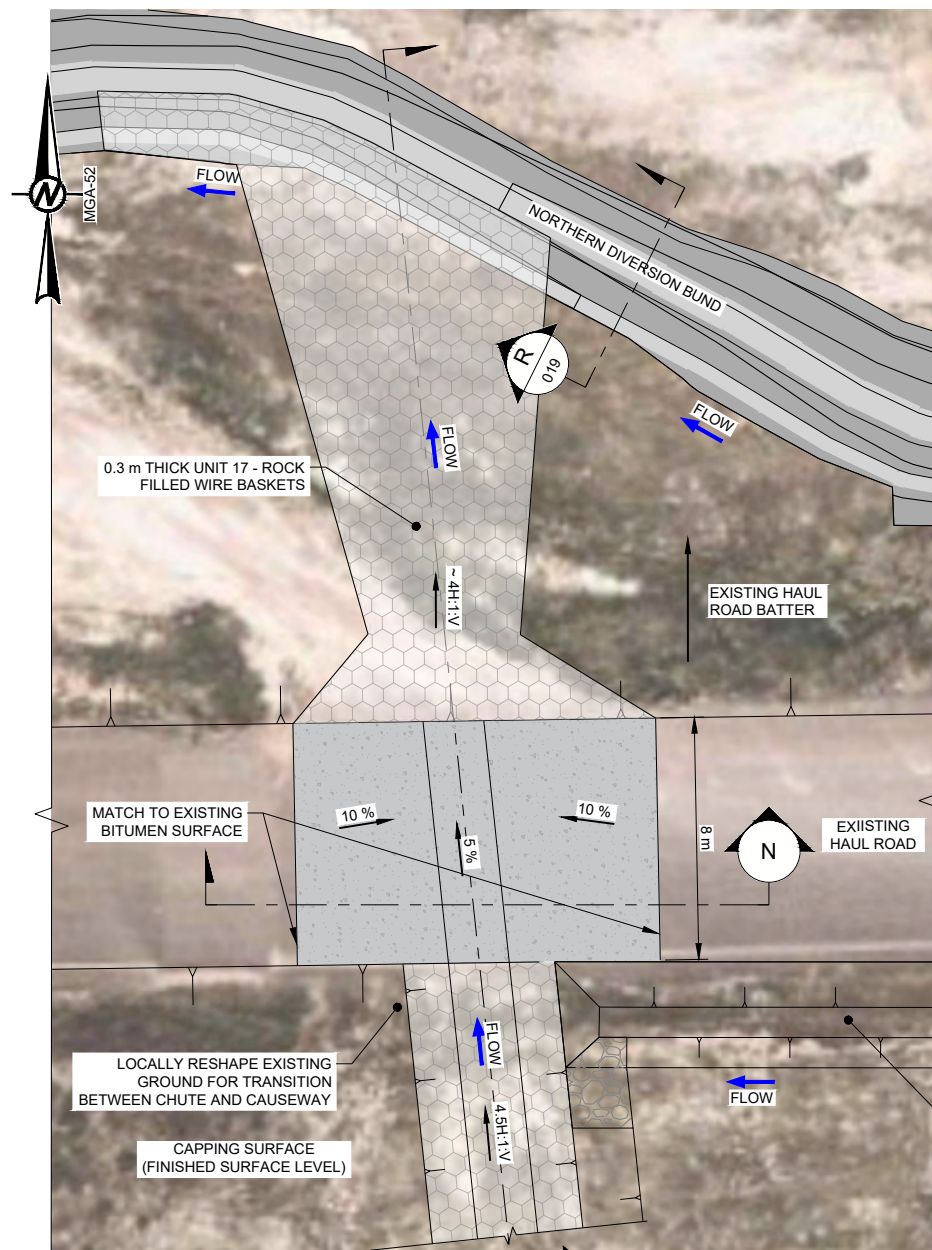 FLOW
N
MGA-52
NORTHERN DIVERSION BUND
R
019
FLOW
FLOW
0.3 m THICK UNIT 17 - ROCK
FILLED WIRE BASKETS
~ 4H:1:V
EXISTING HAUL
ROAD BATTER
MATCH TO EXISTING
BITUMEN SURFACE
10 %
10 %
5 %
8 m
N
EXIISTING
HAUL ROAD
LOCALLY RESHAPE EXISTING
GROUND FOR TRANSITION
BETWEEN CHUTE AND CAUSEWAY
FLOW
FLOW
4.5H:1:V
CAPPING SURFACE
(FINISHED SURFACE LEVEL)